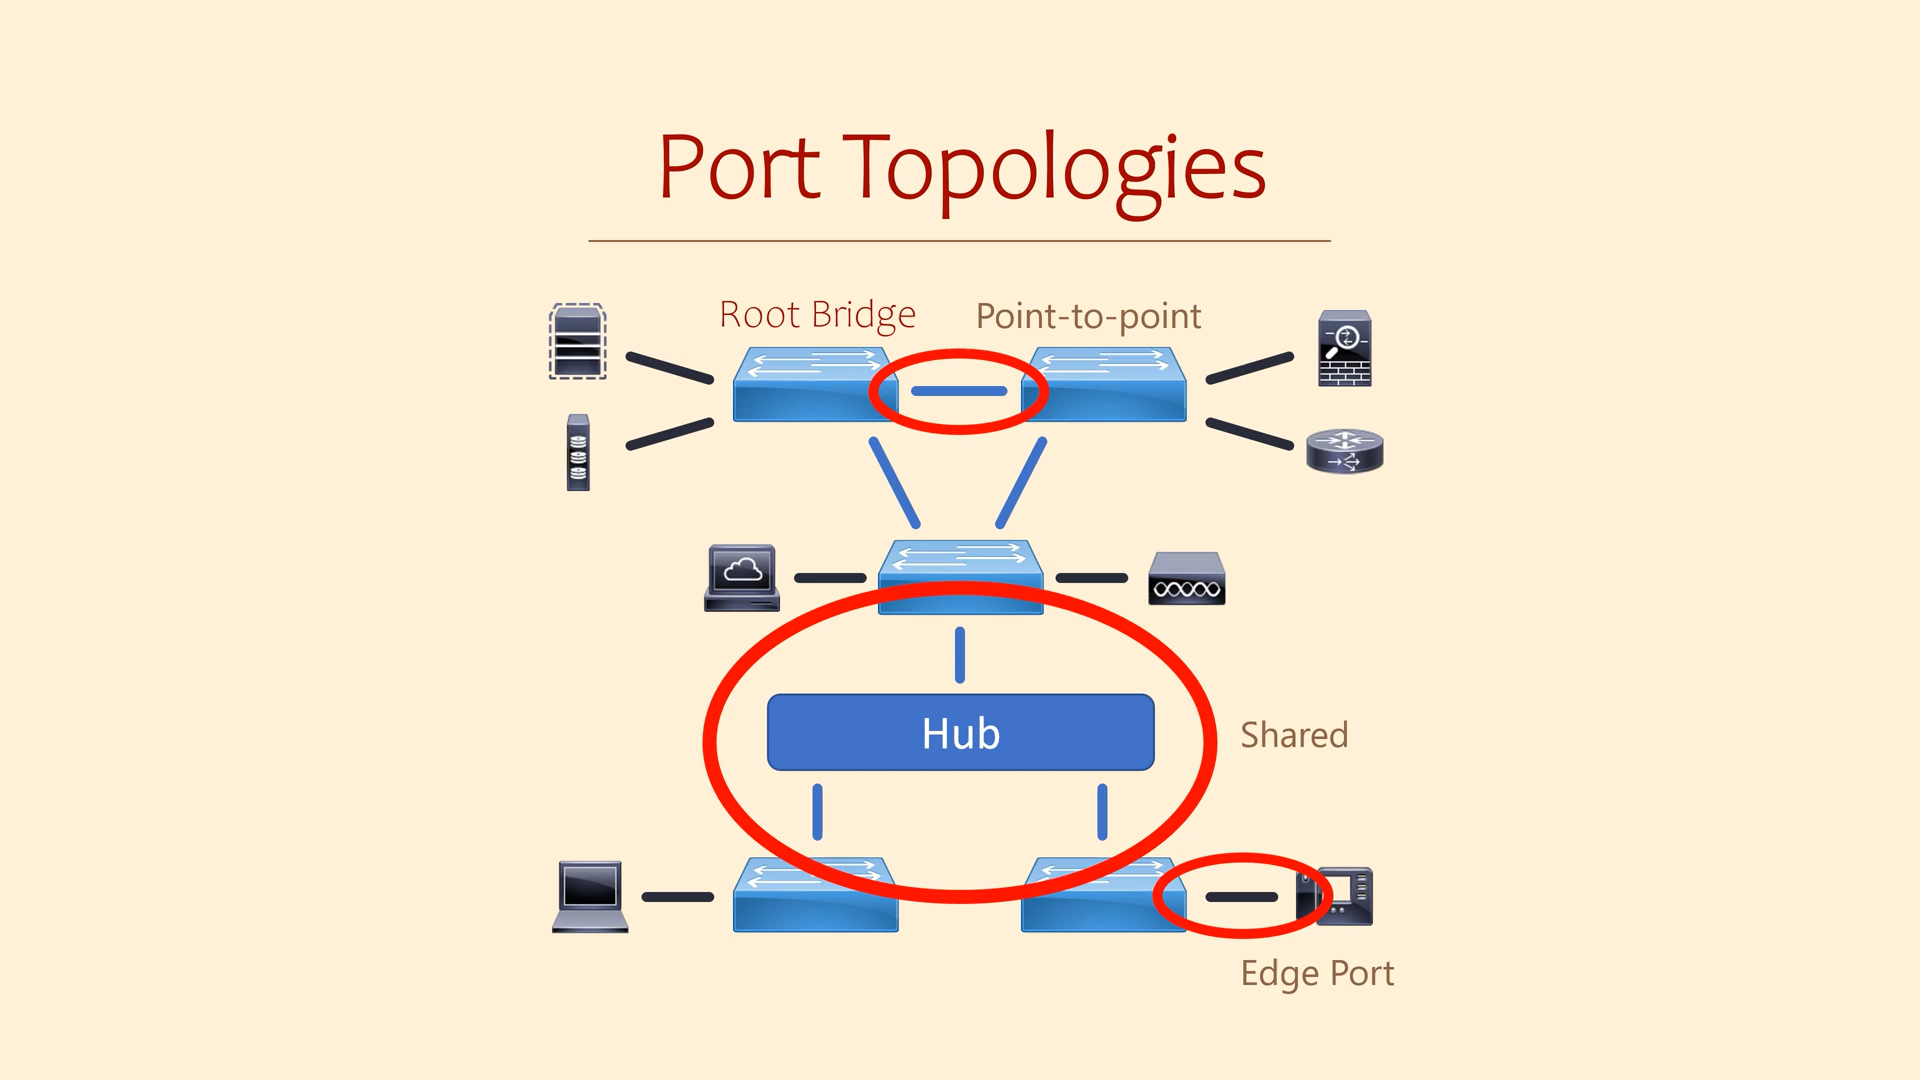 Port Topologies
Root Bridge
Point-to-point
Hub
Shared
Edge Port